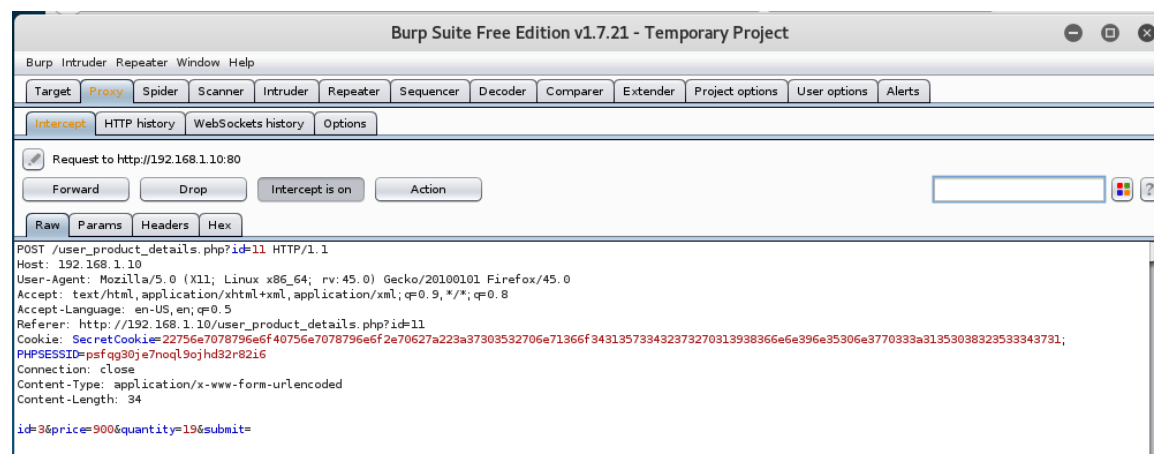 Burp Suite Free Edition v1.7.21 - Temporary Project
Burp Intruder Repeater Window Help
Target Proxy Spider Scanner Intruder Repeater Sequencer Decoder Comparer Extender Project options User options Alerts
Intercept HTTP history WebSockets history Options
Request to http://192.168.1.10:80
Forward Drop Intercept is on Action
?
Raw Params Headers Hex
POST /user_product_details.php?id=11 HTTP/1.1
Host: 192.168.1.10
User-Agent: Mozilla/5.0 (X11; Linux x86_64; rv:45.0) Gecko/20100101 Firefox/45.0
Accept: text/html,application/xhtml+xml,application/xml;q=0.9,*/*;q=0.8
Accept-Language: en-US,en;q=0.5
Referer: http://192.168.1.10/user_product_details.php?id=11
Cookie: SecretCookie=
PHPSESSID=psfqg30je7noql9ojhd32r82i6
Connection: close
Content-Type: application/x-www-form-urlencoded
Content-Length: 34
id=3&price=900&quantity=19&submit=